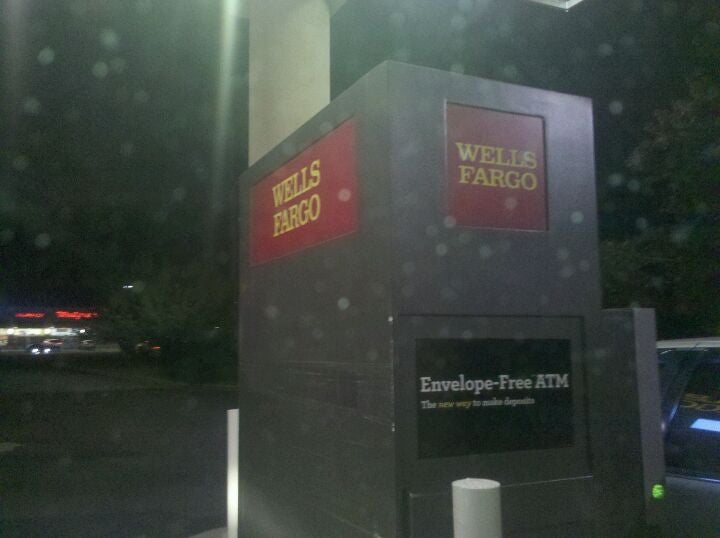 WELLS
FARGO
WELLS
FARGO
Envelope-Free ATM
The new way to make deposits